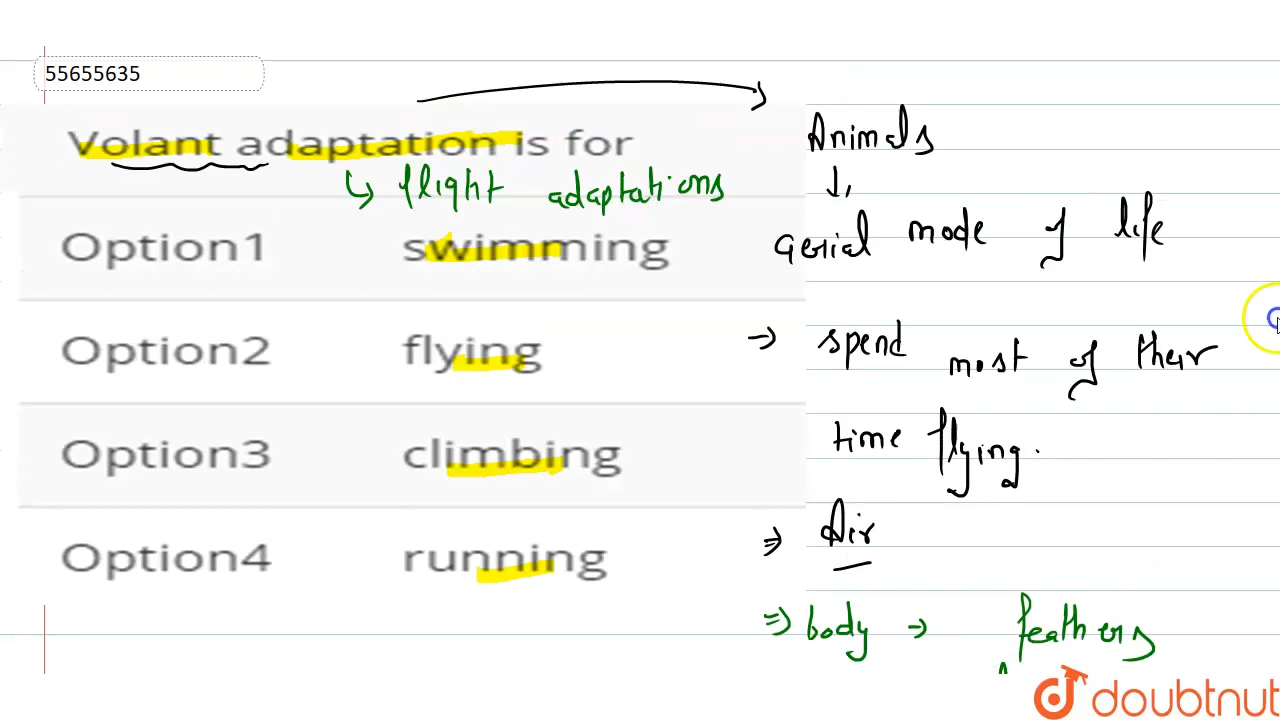 55655635
Volant adaptation is for
↳ flight adaptations
Option1 swimming
Option2 flying
Option3 climbing
Option4 running
Animals
↓,
aerial mode of life
→ spend most of their
time flying.
⇒ Air
⇒ body → feathers
doubtnut